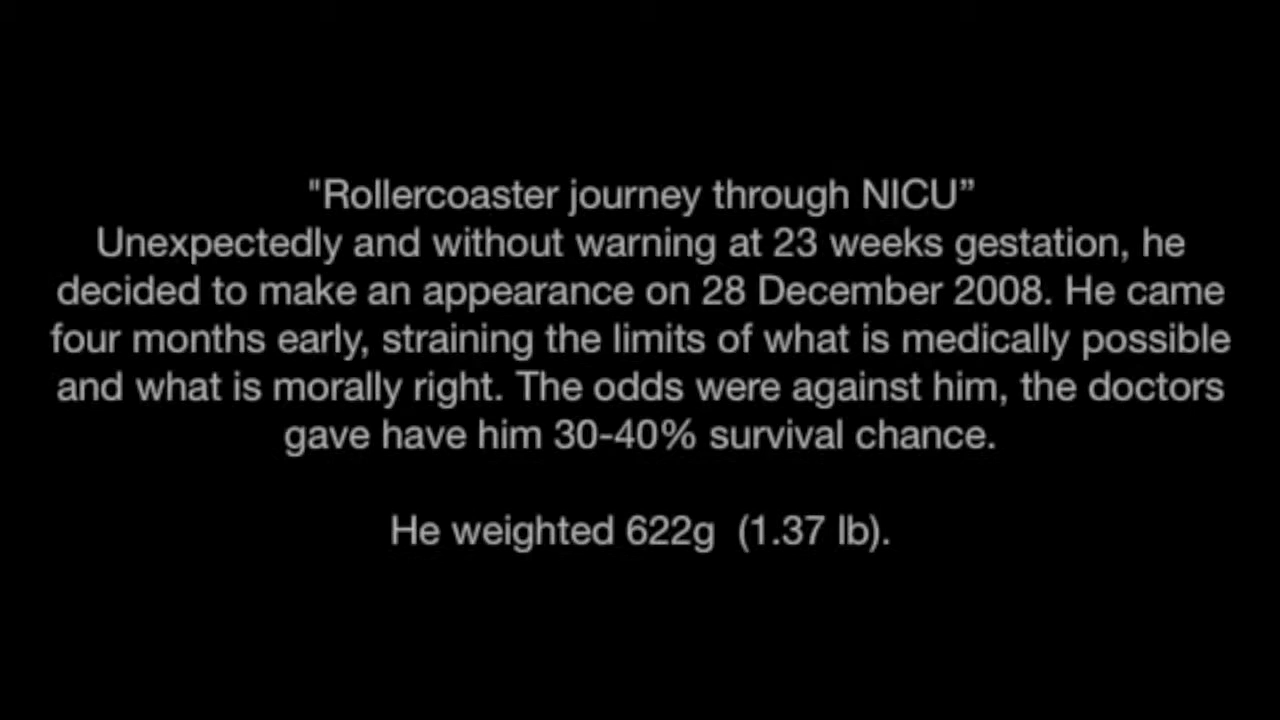 "Rollercoaster journey through NICU”
Unexpectedly and without warning at 23 weeks gestation, he
decided to make an appearance on 28 December 2008. He came
four months early, straining the limits of what is medically possible
and what is morally right. The odds were against him, the doctors
gave have him 30-40% survival chance.
He weighted 622g  (1.37 lb).